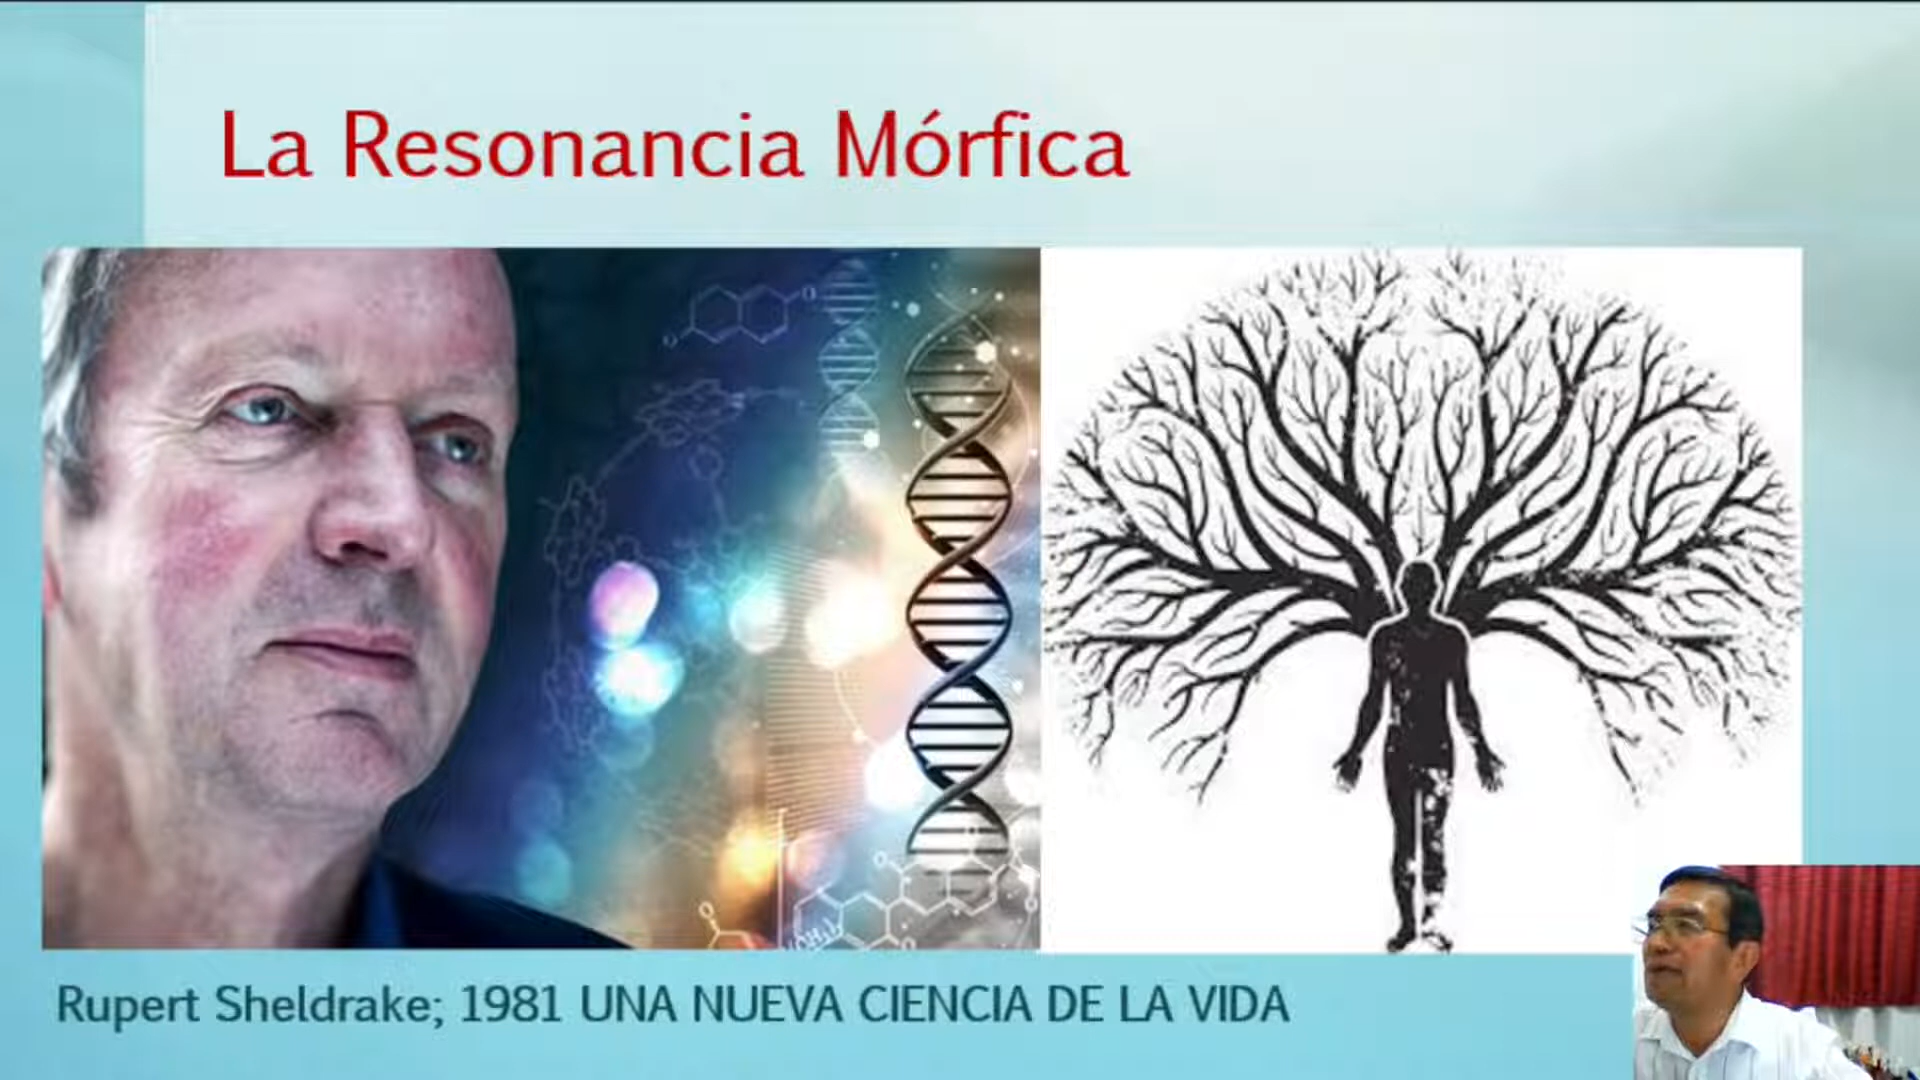 La Resonancia Mórfica
Rupert Sheldrake; 1981 UNA NUEVA CIENCIA DE LA VIDA